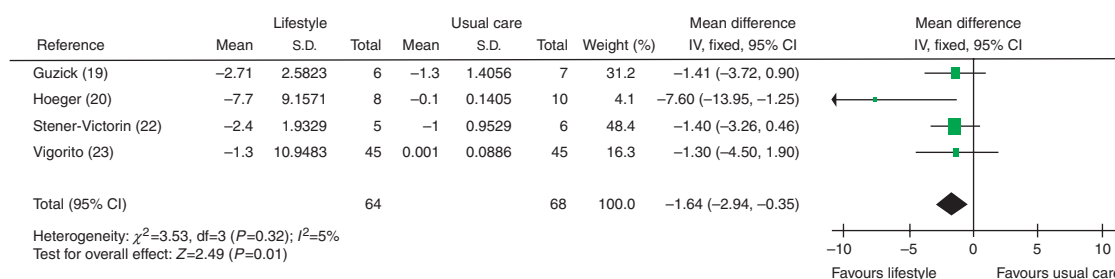 Lifestyle Usual care Mean difference Mean difference
Reference Mean S.D. Total Mean S.D. Total Weight (%) IV, fixed, 95% CI IV, fixed, 95% CI
Guzick (19) −2.71 2.5823 6 −1.3 1.4056 7 31.2 −1.41 (−3.72, 0.90)
Hoeger (20) −7.7 9.1571 8 −0.1 0.1405 10 4.1 −7.60 (−13.95, −1.25)
Stener-Victorin (22) −2.4 1.9329 5 −1 0.9529 6 48.4 −1.40 (−3.26, 0.46)
Vigorito (23) −1.3 10.9483 45 0.001 0.0886 45 16.3 −1.30 (−4.50, 1.90)
Total (95% CI) 64 68 100.0 −1.64 (−2.94, −0.35)
Heterogeneity: χ²=3.53, df=3 (P=0.32); I²=5%
Test for overall effect: Z=2.49 (P=0.01)
−10 −5 0 5 10
Favours lifestyle Favours usual care